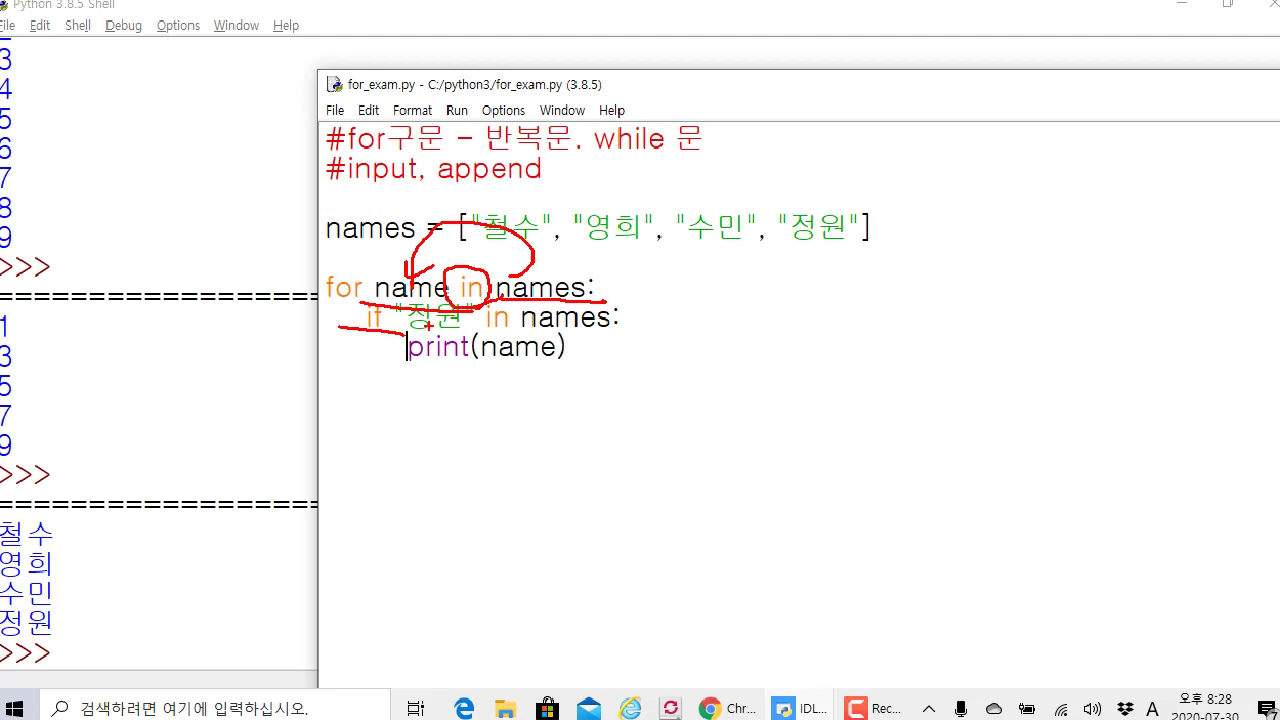 Python 3.8.5 Shell
File Edit Shell Debug Options Window Help
3
4
5
6
7
8
9
>>>
1
3
5
7
9
>>>
철수
영희
수민
정원
>>>
for_exam.py - C:/python3/for_exam.py (3.8.5)
File Edit Format Run Options Window Help
#for구문 - 반복문. while 문
#input, append
names = ["철수", "영희", "수민", "정원"]
for name in names:
if "정원" in names:
print(name)
검색하려면 여기에 입력하십시오.
Chr...
IDL...
Rec...
A
오후 8:28
2020-07-30